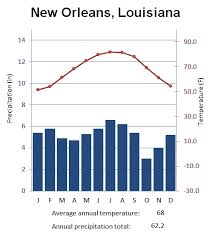 New Orleans, Louisiana
14
12
10
8
6
4
2
0
Precipitation (in)
90.0
70.0
50.0
30.0
10.0
-10.0
-30.0
Temperature (F)
J F M A M J J A S O N D
Average annual temperature: 68
Annual precipitation total: 62.2